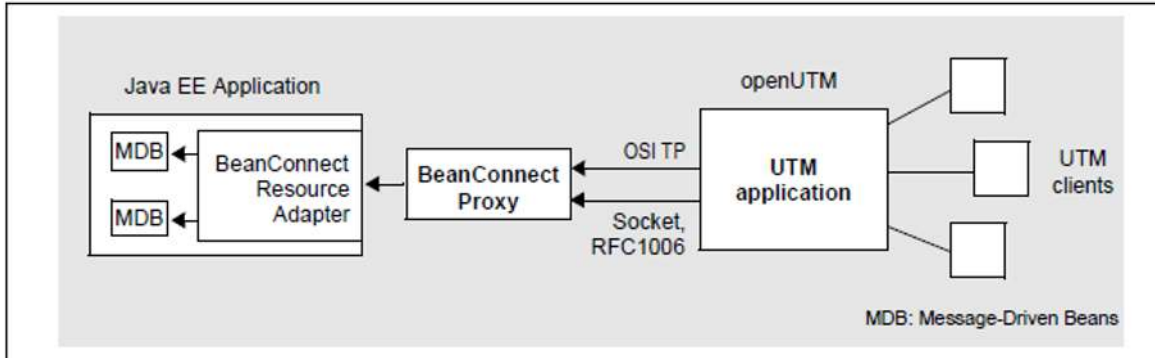 Java EE Application
MDB
MDB
BeanConnect
Resource
Adapter
BeanConnect
Proxy
OSI TP
Socket,
RFC1006
openUTM
UTM
application
UTM
clients
MDB: Message-Driven Beans